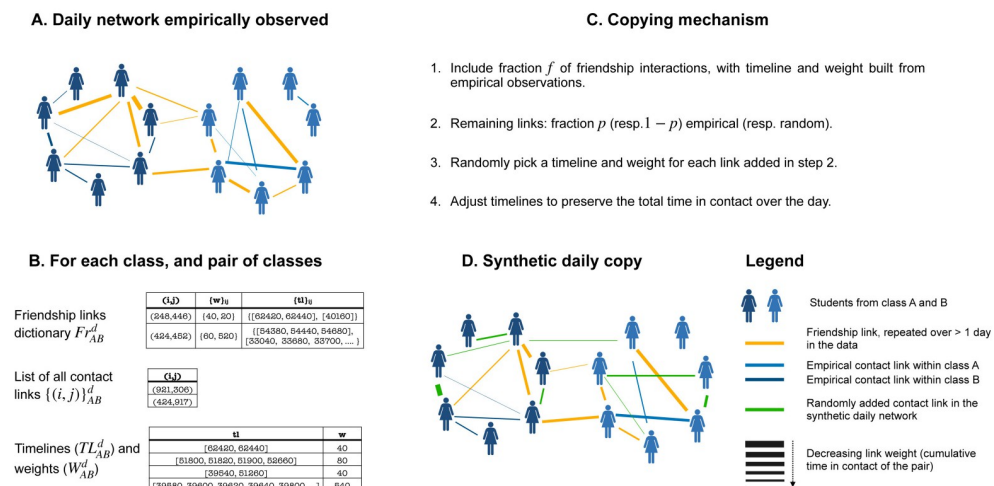 A. Daily network empirically observed
C. Copying mechanism
1. Include fraction f of friendship interactions, with timeline and weight built from
empirical observations.
2. Remaining links: fraction p (resp.1 − p) empirical (resp. random).
3. Randomly pick a timeline and weight for each link added in step 2.
4. Adjust timelines to preserve the total time in contact over the day.
B. For each class, and pair of classes
Friendship links
dictionary Fr^d_AB
(i,j) {w}ij {tl}ij
(248,446) {40, 20} {[62420, 62440], [40160]}
(424,452) {60, 520} {[54380, 54440, 54680],
[33040, 33680, 33700, .... }
List of all contact
links {(i, j)}^d_AB
(i,j)
(921,306)
(424,917)
Timelines (TL^d_AB) and
weights (W^d_AB)
tl w
[62420, 62440] 40
[51800, 51820, 51900, 52660] 80
[39540, 51260] 40
[39580, 39600, 39620, 39640, 39800 ...] 540
D. Synthetic daily copy
Legend
Students from class A and B
Friendship link, repeated over > 1 day
in the data
Empirical contact link within class A
Empirical contact link within class B
Randomly added contact link in the
synthetic daily network
Decreasing link weight (cumulative
time in contact of the pair)